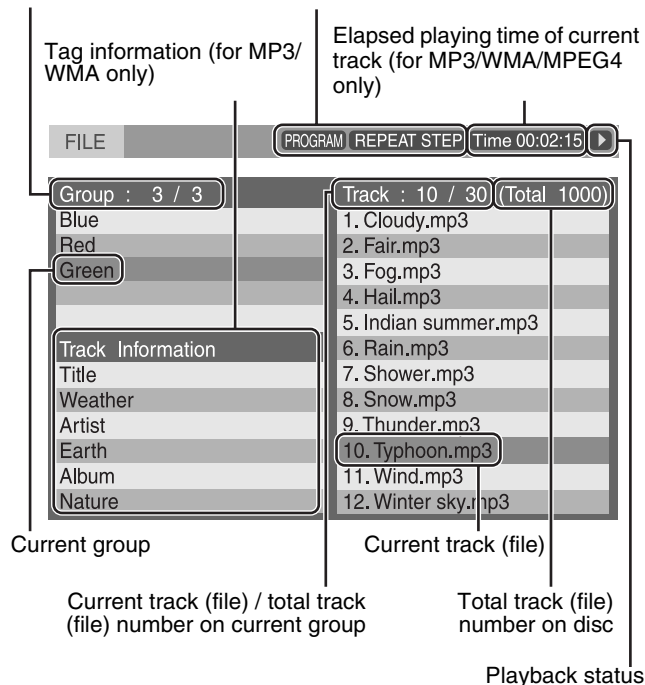 Tag information (for MP3/
WMA only)
Elapsed playing time of current
track (for MP3/WMA/MPEG4
only)
FILE
PROGRAM REPEAT STEP Time 00:02:15
Group : 3 / 3
Blue
Red
Green
Track Information
Title
Weather
Artist
Earth
Album
Nature
Track : 10 / 30 (Total 1000)
1. Cloudy.mp3
2. Fair.mp3
3. Fog.mp3
4. Hail.mp3
5. Indian summer.mp3
6. Rain.mp3
7. Shower.mp3
8. Snow.mp3
9. Thunder.mp3
10. Typhoon.mp3
11. Wind.mp3
12. Winter sky.mp3
Current group
Current track (file)
Current track (file) / total track
(file) number on current group
Total track (file)
number on disc
Playback status